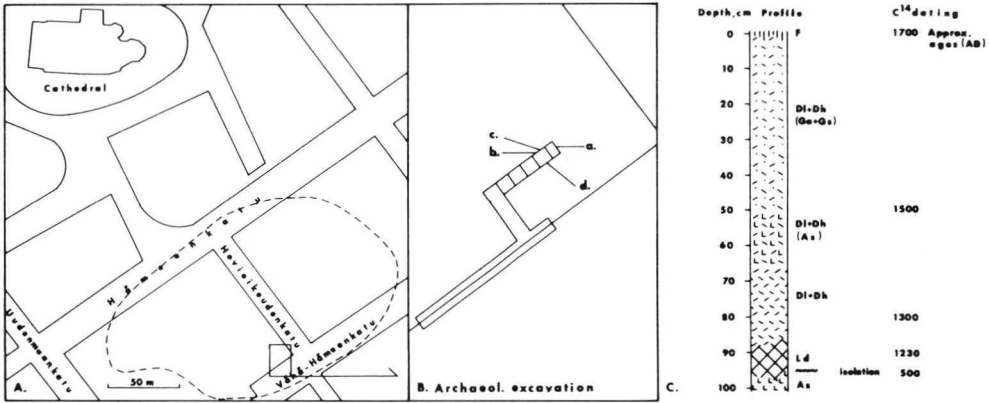 Cathedral
Hämeenkatu
Hovioikeudenkatu
Vähä-Hämeenkatu
Uudenmaankatu
50 m
A.
c.
b.
a.
d.
B. Archaeol. excavation
Depth, cm Profile C14 dating
0 F 1700 Approx. ages (AD)
10
20 Dl+Dh
(Ga+Gs)
30
40
50 1500
Dl+Dh
(As)
60
70
Dl+Dh
80 1300
90 Ld 1230
isolation 500
100 As
C.